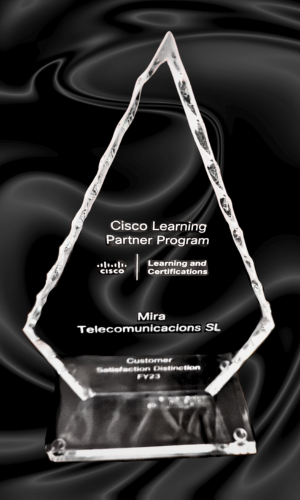 Cisco Learning
Partner Program
CISCO
Learning and
Certifications
Mira
Telecomunicacions SL
Customer
Satisfaction Distinction
FY23